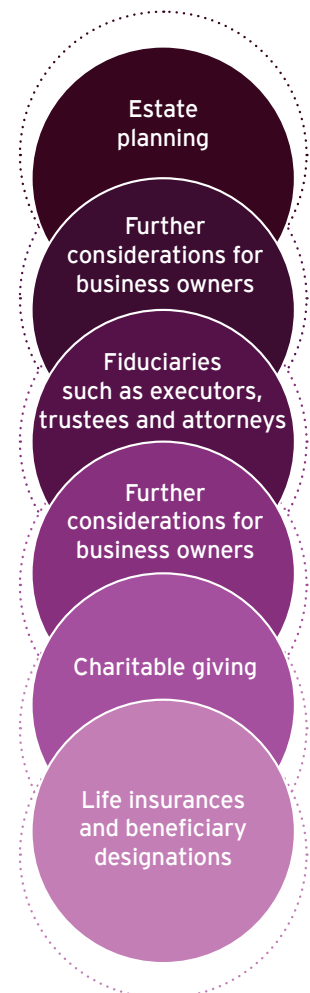 Estate
planning
Further
considerations for
business owners
Fiduciaries
such as executors,
trustees and attorneys
Further
considerations for
business owners
Charitable giving
Life insurances
and beneficiary
designations